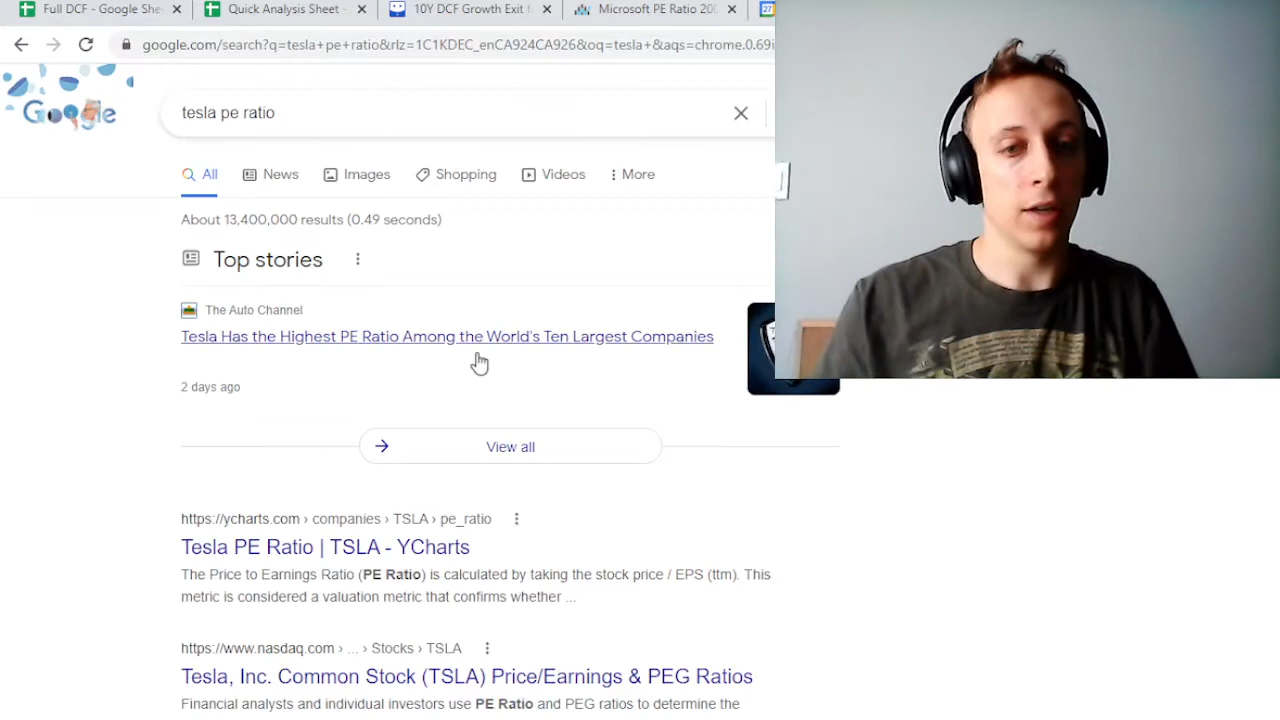 Full DCF - Google She
Quick Analysis Sheet -
10Y DCF Growth Exit f
Microsoft PE Ratio 200
27
google.com/search?q=tesla+pe+ratio&rlz=1C1KDEC_enCA924CA926&oq=tesla+&aqs=chrome.0.69i
Google
tesla pe ratio
All
News
Images
Shopping
Videos
More
About 13,400,000 results (0.49 seconds)
Top stories
The Auto Channel
Tesla Has the Highest PE Ratio Among the World's Ten Largest Companies
2 days ago
View all
https://ycharts.com › companies › TSLA › pe_ratio
Tesla PE Ratio | TSLA - YCharts
The Price to Earnings Ratio (PE Ratio) is calculated by taking the stock price / EPS (ttm). This
metric is considered a valuation metric that confirms whether ...
https://www.nasdaq.com › ... › Stocks › TSLA
Tesla, Inc. Common Stock (TSLA) Price/Earnings & PEG Ratios
Financial analysts and individual investors use PE Ratio and PEG ratios to determine the